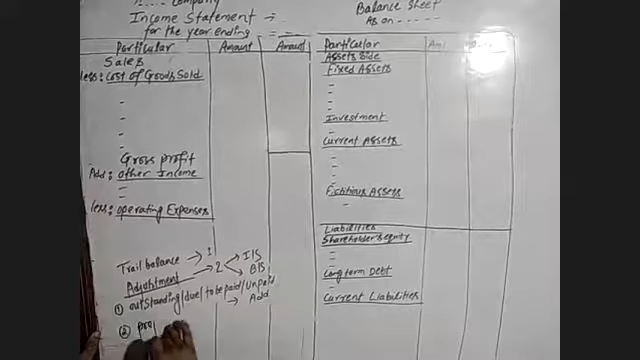 Company
Income Statement
for the year ending
Particular Amount Amount
Sales
less: Cost of Goods Sold
Gross profit
Add: other Income
less: operating Expenses
Trail balance → 1
Adjustment → 2 I/S
B/S
① outstanding/due/to be paid/unpaid
→ Add
②
Balance Sheet
As on - - - - -
Particular
Assets Side
Fixed Assets
Investment
Current Assets
Fictitious Assets
Liabilities
Shareholders equity
Long term Debt
Current Liabilities